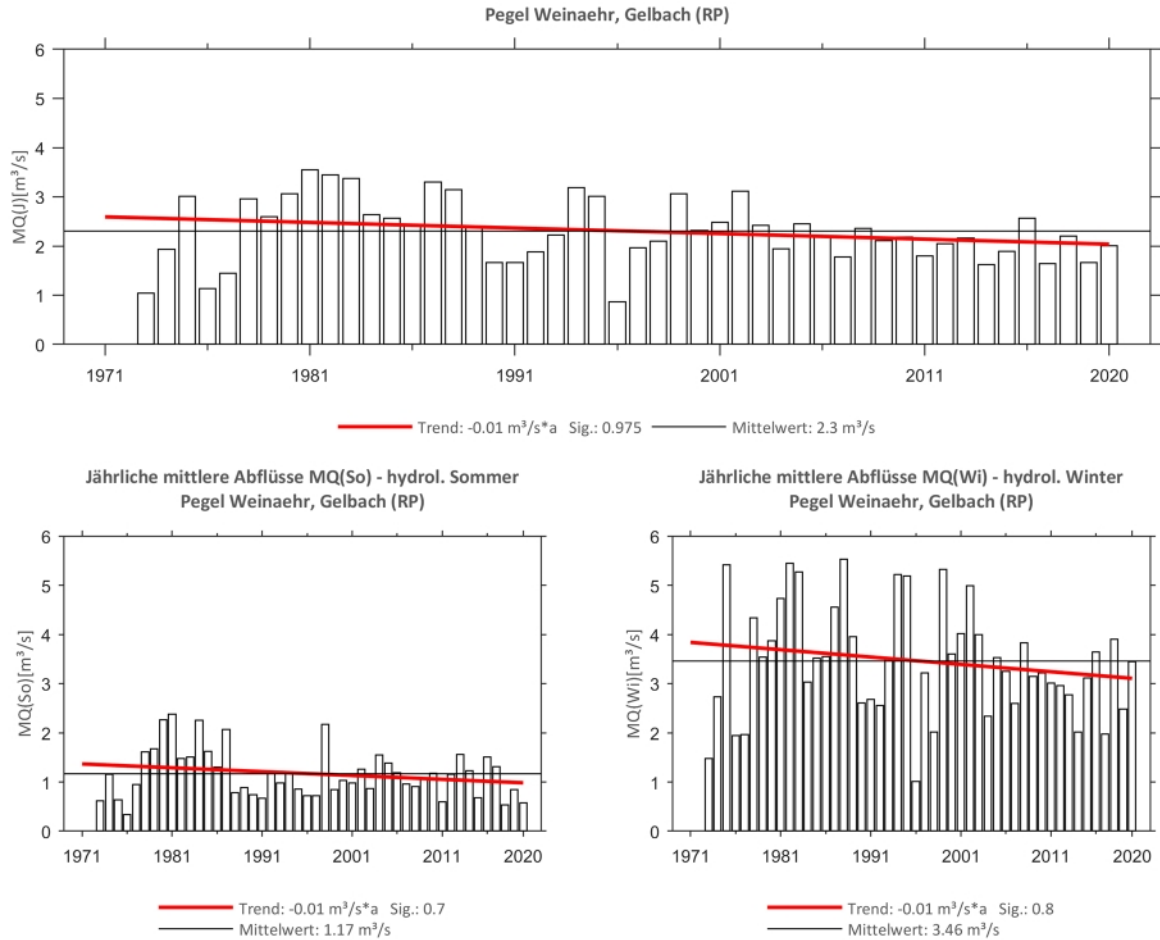 Pegel Weinaehr, Gelbach (RP)
MQ(J)[m³/s]
6
5
4
3
2
1
0
1971 1981 1991 2001 2011 2020
Trend: -0.01 m³/s*a Sig.: 0.975 Mittelwert: 2.3 m³/s
Jährliche mittlere Abflüsse MQ(So) - hydrol. Sommer
Pegel Weinaehr, Gelbach (RP)
MQ(So)[m³/s]
6
5
4
3
2
1
0
1971 1981 1991 2001 2011 2020
Trend: -0.01 m³/s*a Sig.: 0.7
Mittelwert: 1.17 m³/s
Jährliche mittlere Abflüsse MQ(Wi) - hydrol. Winter
Pegel Weinaehr, Gelbach (RP)
MQ(Wi)[m³/s]
6
5
4
3
2
1
0
1971 1981 1991 2001 2011 2020
Trend: -0.01 m³/s*a Sig.: 0.8
Mittelwert: 3.46 m³/s